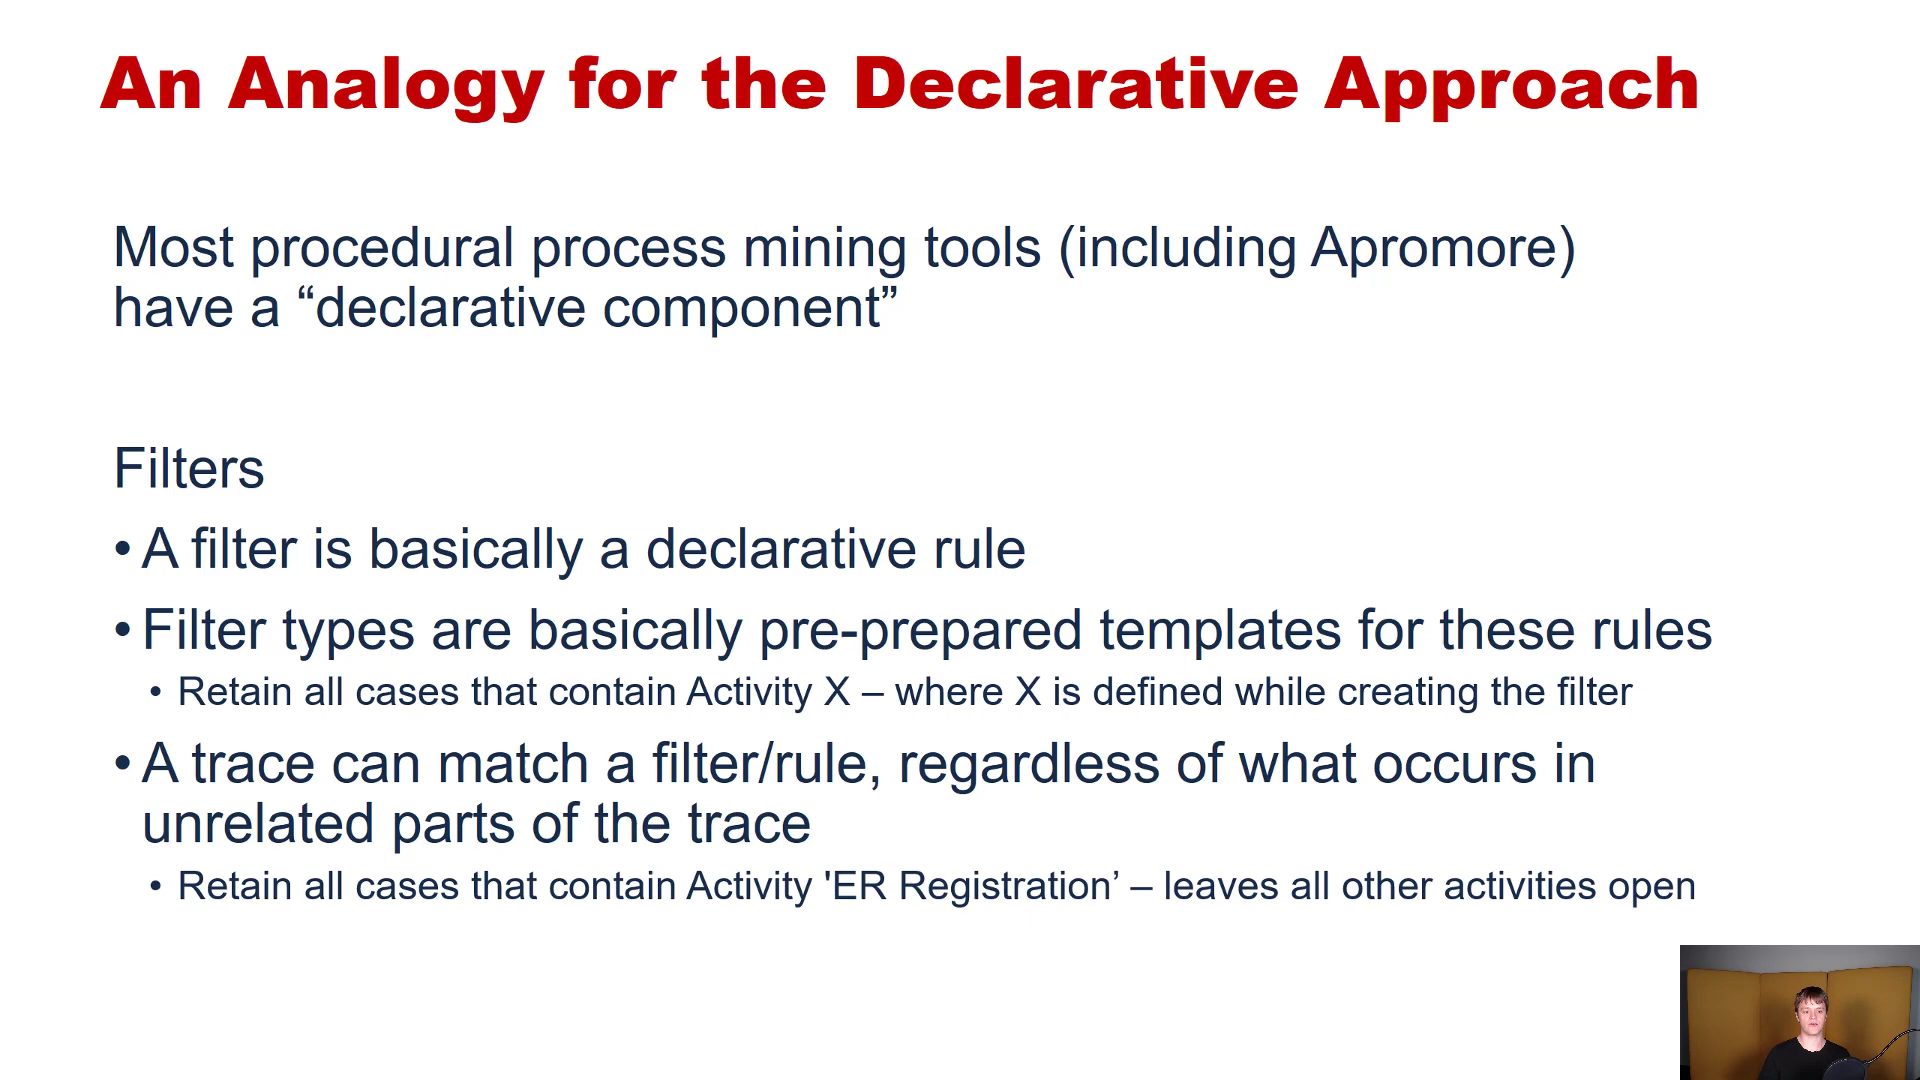 An Analogy for the Declarative Approach
Most procedural process mining tools (including Apromore)
have a “declarative component”
Filters
• A filter is basically a declarative rule
• Filter types are basically pre-prepared templates for these rules
• Retain all cases that contain Activity X – where X is defined while creating the filter
• A trace can match a filter/rule, regardless of what occurs in
unrelated parts of the trace
• Retain all cases that contain Activity 'ER Registration’ – leaves all other activities open